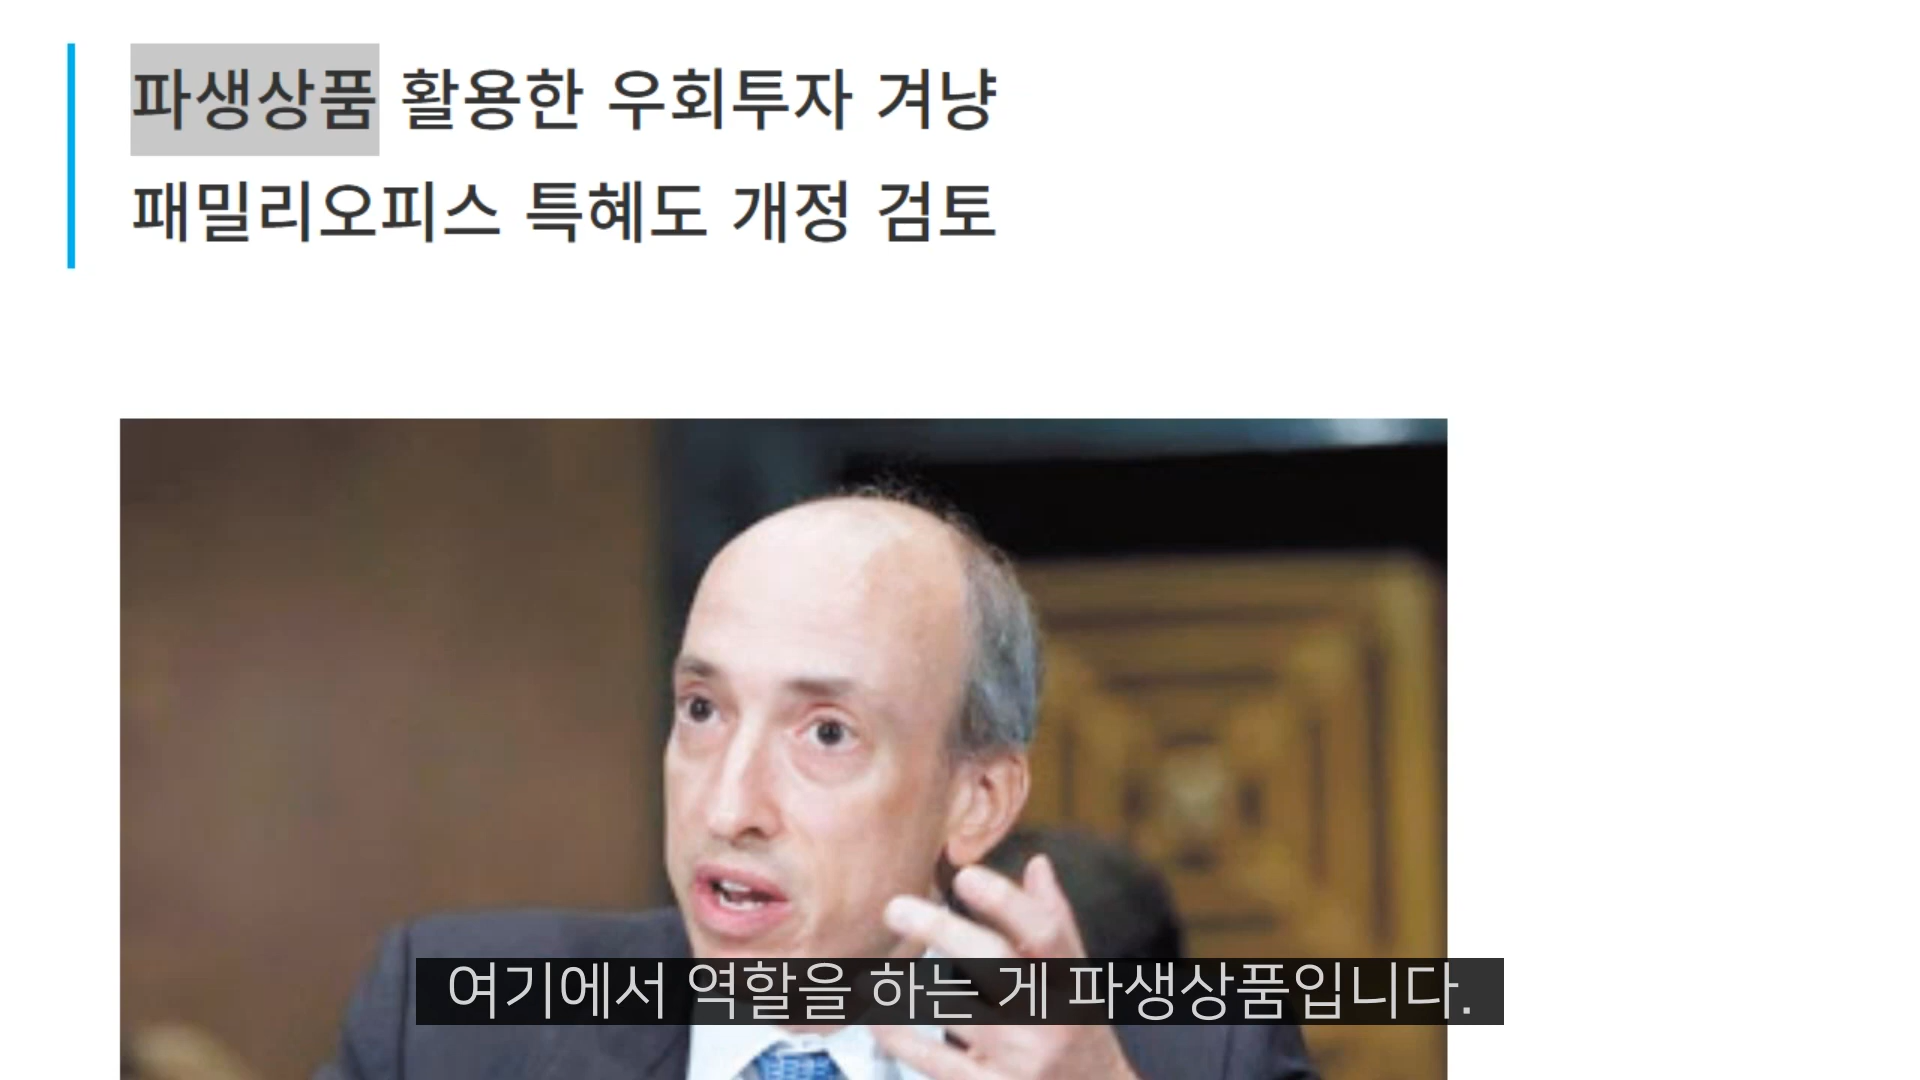 파생상품 활용한 우회투자 겨냥
패밀리오피스 특혜도 개정 검토
여기에서 역할을 하는 게 파생상품입니다.